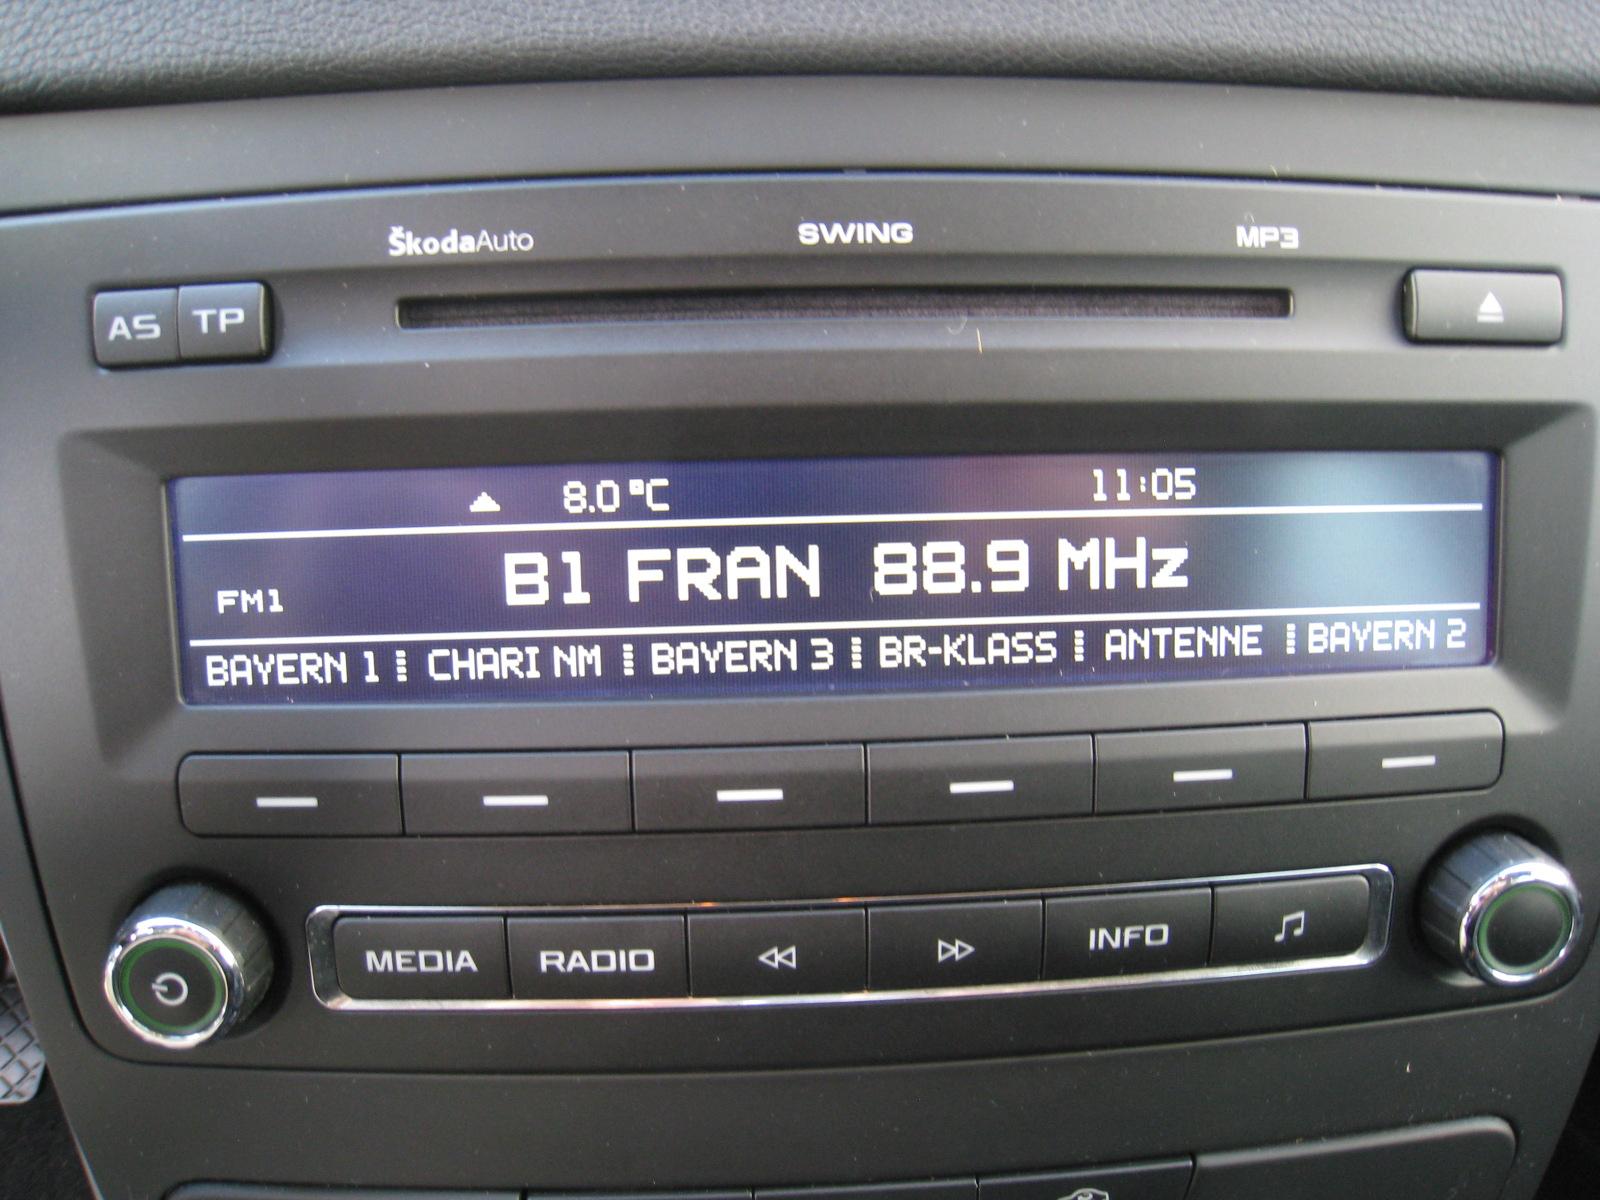 ŠkodaAuto SWING MP3
AS TP
8.0°C 11:05
FM1 B1 FRAN 88.9 MHz
BAYERN 1 CHARI NM BAYERN 3 BR-KLASS ANTENNE BAYERN 2
MEDIA RADIO INFO